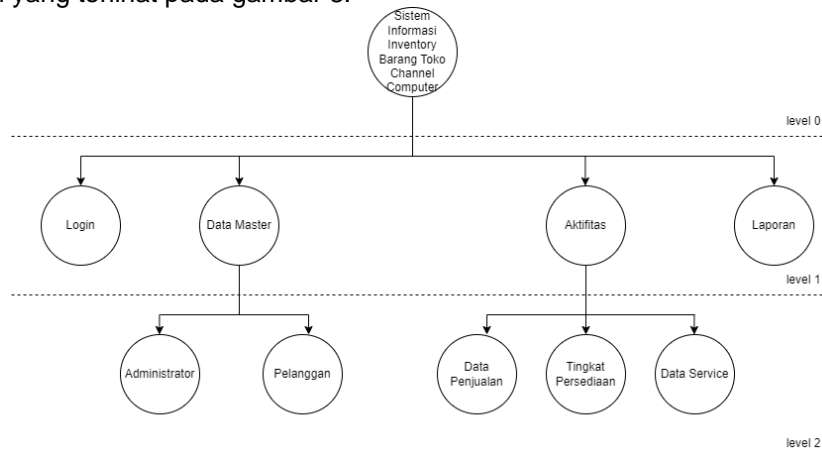 yang terlihat pada gambar 3.
Sistem
Informasi
Inventory
Barang Toko
Channel
Computer
level 0
Login
Data Master
Aktifitas
Laporan
level 1
Administrator
Pelanggan
Data
Penjualan
Tingkat
Persediaan
Data Service
level 2